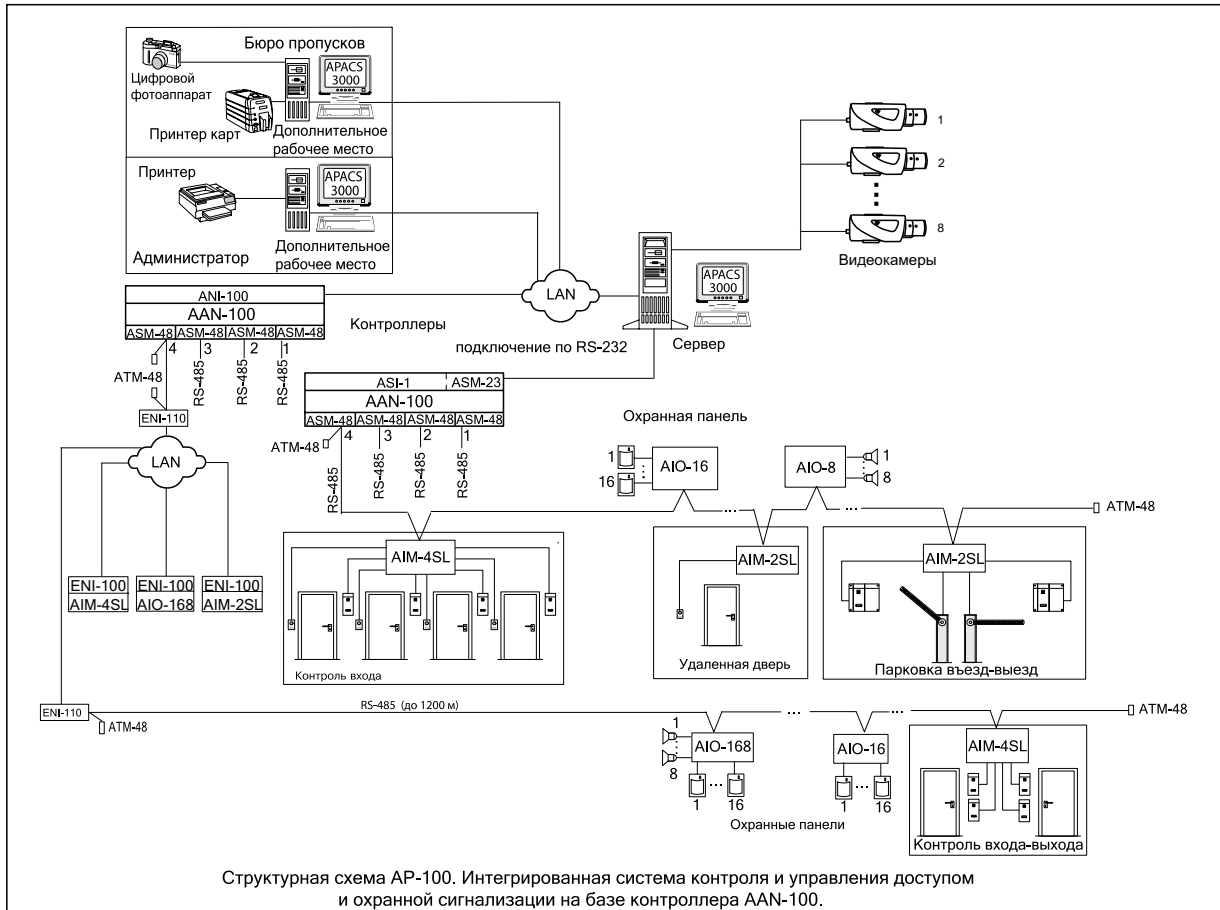 Бюро пропусков
APACS
3000
Цифровой
фотоаппарат
Принтер карт
Дополнительное
рабочее место
Принтер
APACS
3000
Администратор
Дополнительное
рабочее место
1
2
8
Видеокамеры
LAN
APACS
3000
Сервер
ANI-100
AAN-100
ASM-48 ASM-48 ASM-48 ASM-48
4 3 2 1
Контроллеры
подключение по RS-232
ATM-48
RS-485
RS-485
RS-485
ENI-110
LAN
ASI-1 ASM-23
AAN-100
ASM-48 ASM-48 ASM-48 ASM-48
4 3 2 1
ATM-48
RS-485
RS-485
RS-485
RS-485
Охранная панель
1
16
AIO-16
AIO-8
1
8
...
...
ATM-48
ENI-100
AIM-4SL
ENI-100
AIO-168
ENI-100
AIM-2SL
AIM-4SL
Контроль входа
AIM-2SL
Удаленная дверь
AIM-2SL
Парковка въезд-выезд
ENI-110
ATM-48
RS-485 (до 1200 м)
...
...
ATM-48
1
8
AIO-168
1 ... 16
AIO-16
1 ... 16
Охранные панели
AIM-4SL
Контроль входа-выхода
Структурная схема АР-100. Интегрированная система контроля и управления доступом
и охранной сигнализации на базе контроллера AAN-100.